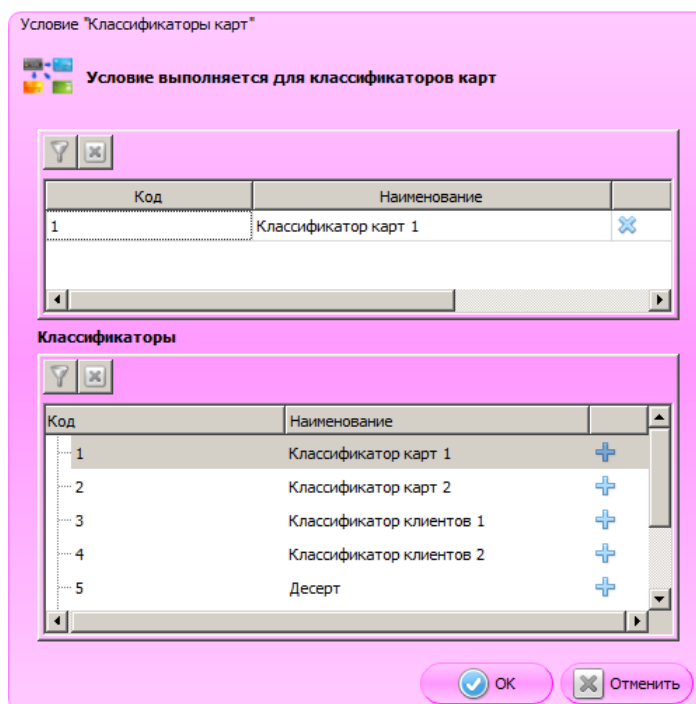 Условие "Классификаторы карт"
Условие выполняется для классификаторов карт
Код Наименование
1 Классификатор карт 1
Классификаторы
Код Наименование
1 Классификатор карт 1
2 Классификатор карт 2
3 Классификатор клиентов 1
4 Классификатор клиентов 2
5 Десерт
ОК Отменить